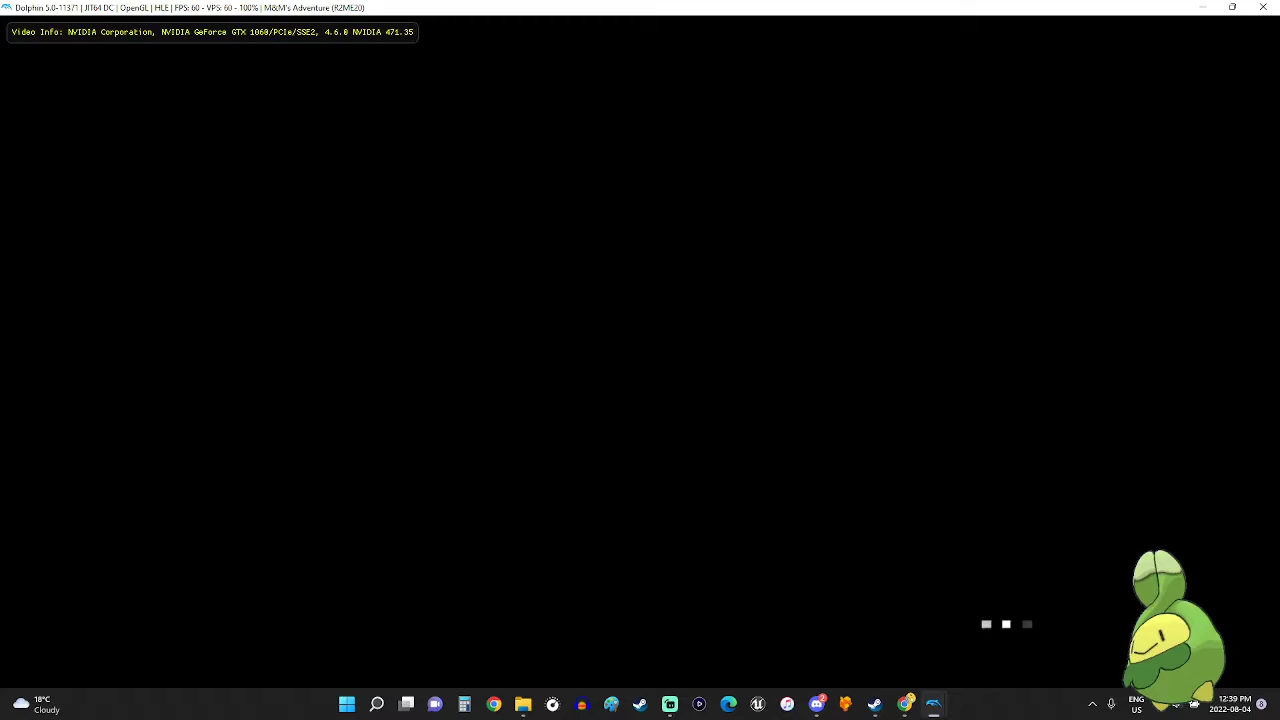 Dolphin 5.0-11371 | JIT64 DC | OpenGL | HLE | FPS: 60 - VPS: 60 - 100% | M&M's Adventure (R2ME20)
Video Info: NVIDIA Corporation, NVIDIA GeForce GTX 1060/PCIe/SSE2, 4.6.0 NVIDIA 471.35
18°C
Cloudy
2
ENG
US
12:39 PM
2022-08-04